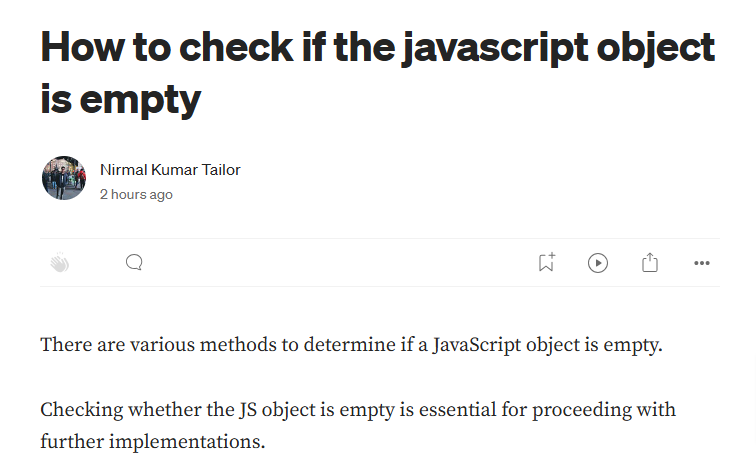 How to check if the javascript object
is empty
Nirmal Kumar Tailor
2 hours ago
There are various methods to determine if a JavaScript object is empty.
Checking whether the JS object is empty is essential for proceeding with
further implementations.